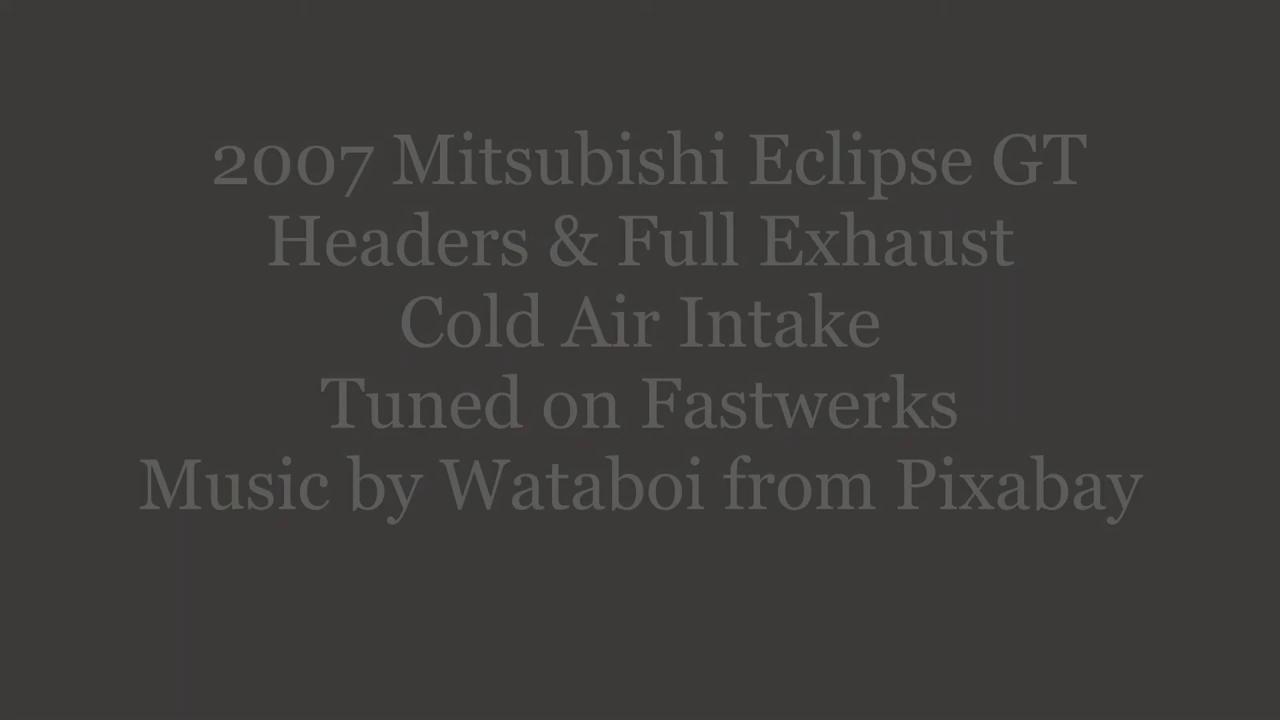 2007 Mitsubishi Eclipse GT
Headers & Full Exhaust
Cold Air Intake
Tuned on Fastwerks
Music by Wataboi from Pixabay